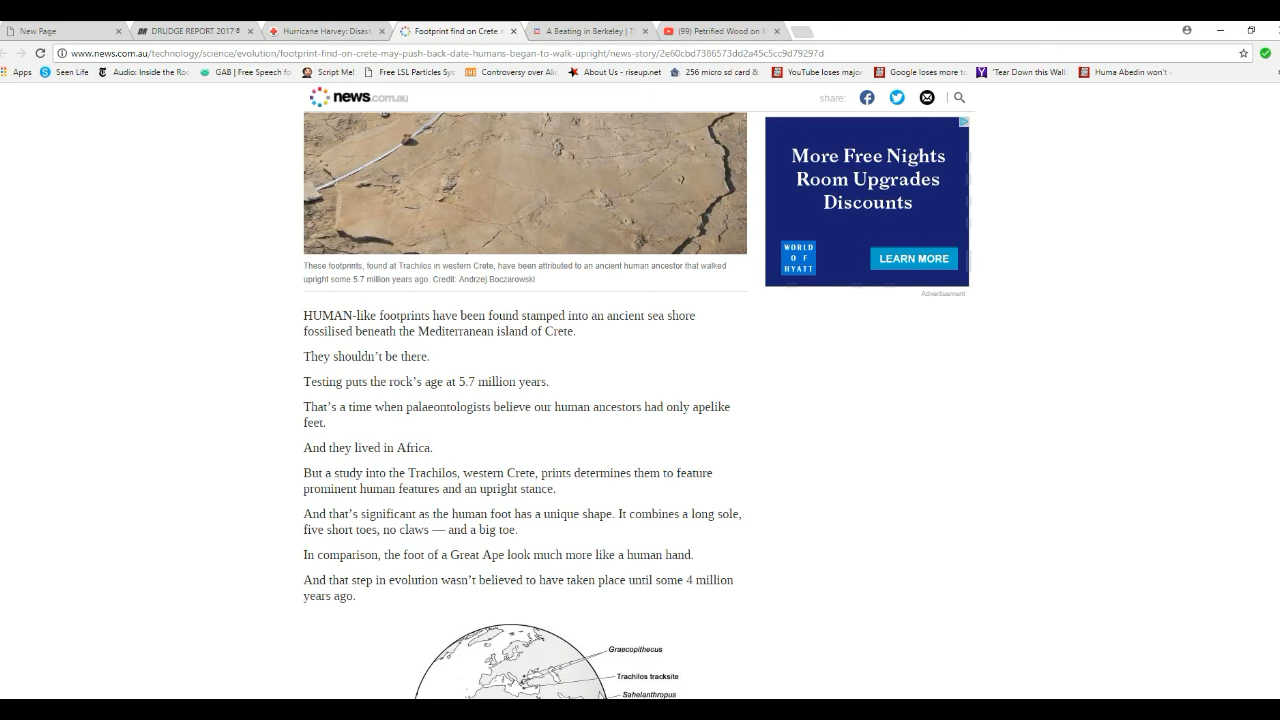 New Page
DRUDGE REPORT 2017®
Hurricane Harvey: Disast
Footprint find on Crete
A Beating in Berkeley | T
(99) Petrified Wood on
www.news.com.au/technology/science/evolution/footprint-find-on-crete-may-push-back-date-humans-began-to-walk-upright/news-story/2e60cbd7386573dd2a45c5cc9d79297d
Apps
Seen Life
Audio: Inside the Roc
GAB | Free Speech fo
Script Me!
Free LSL Particles Sys
Controversy over Alic
About Us - riseup.net
256 micro sd card &
YouTube loses major
Google loses more t
'Tear Down this Wall
Huma Abedin won't
news.com.au
share:
These footprints, found at Trachilos in western Crete, have been attributed to an ancient human ancestor that walked
upright some 5.7 million years ago. Credit: Andrzej Boczarowski
HUMAN-like footprints have been found stamped into an ancient sea shore
fossilised beneath the Mediterranean island of Crete.
They shouldn't be there.
Testing puts the rock's age at 5.7 million years.
That's a time when palaeontologists believe our human ancestors had only apelike
feet.
And they lived in Africa.
But a study into the Trachilos, western Crete, prints determines them to feature
prominent human features and an upright stance.
And that's significant as the human foot has a unique shape. It combines a long sole,
five short toes, no claws — and a big toe.
In comparison, the foot of a Great Ape look much more like a human hand.
And that step in evolution wasn't believed to have taken place until some 4 million
years ago.
Graecopithecus
Trachilos tracksite
Sahelanthropus
More Free Nights
Room Upgrades
Discounts
WORLD
OF
HYATT
LEARN MORE
Advertisement